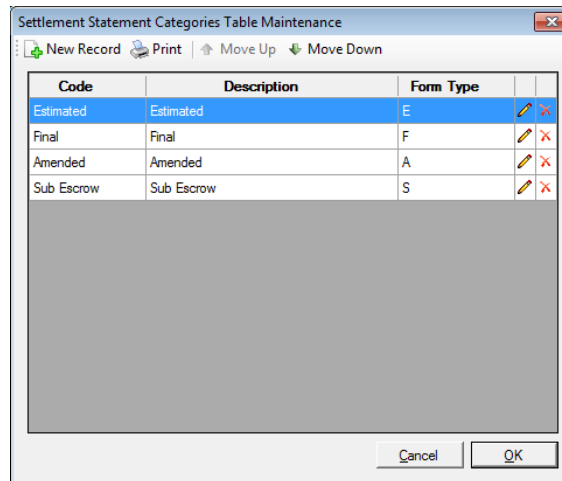 Settlement Statement Categories Table Maintenance
New Record Print Move Up Move Down
Code Description Form Type
Estimated Estimated E
Final Final F
Amended Amended A
Sub Escrow Sub Escrow S
Cancel OK